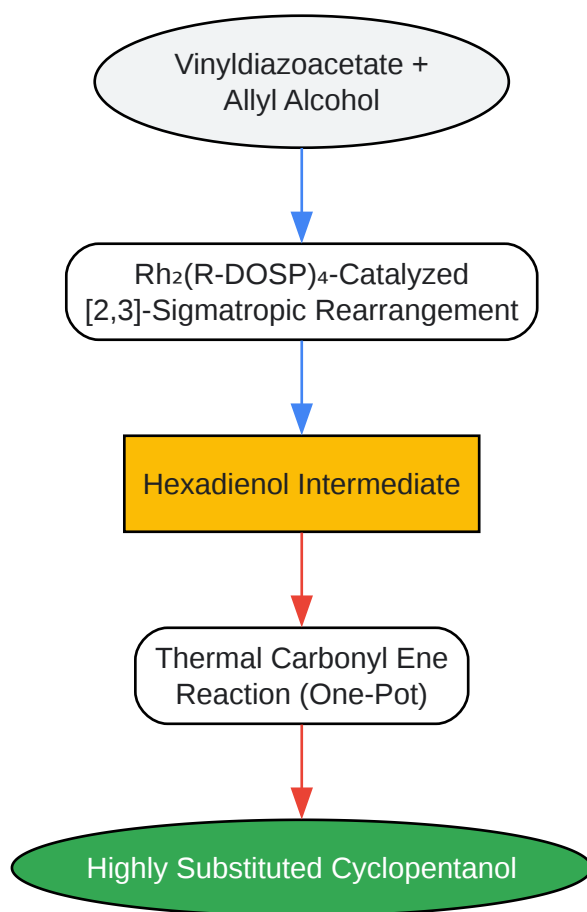 Vinyldiazoacetate +
Allyl Alcohol
Rh₂(R-DOSP)₄-Catalyzed
[2,3]-Sigmatropic Rearrangement
Hexadienol Intermediate
Thermal Carbonyl Ene
Reaction (One-Pot)
Highly Substituted Cyclopentanol